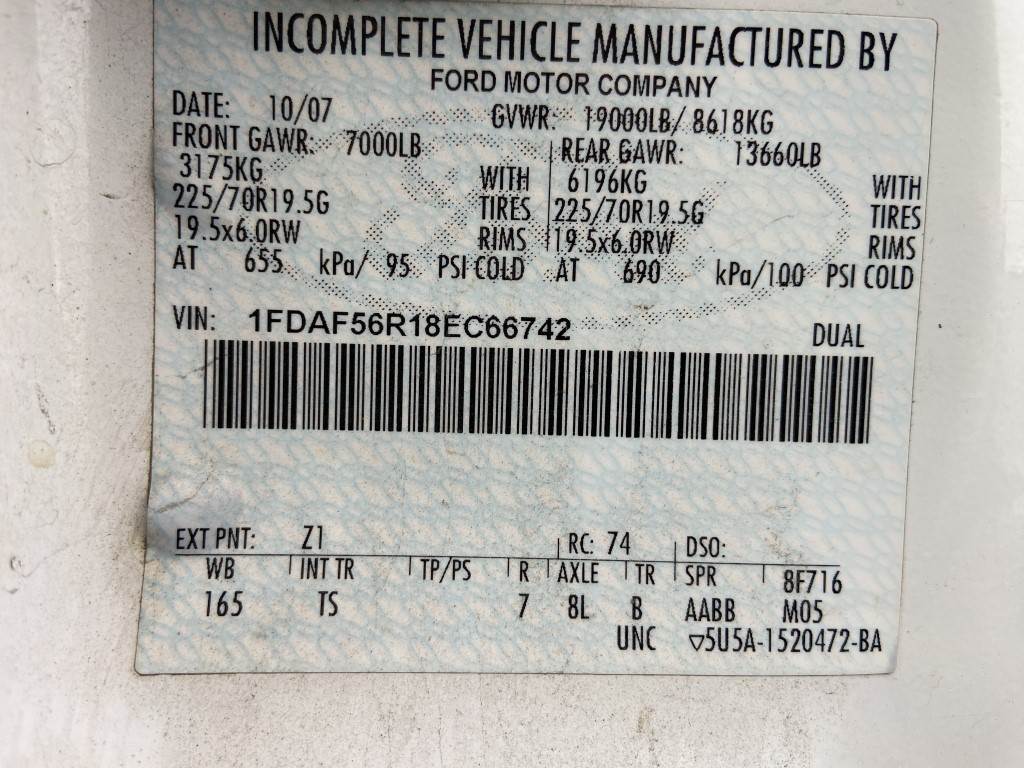 INCOMPLETE VEHICLE MANUFACTURED BY
FORD MOTOR COMPANY
DATE: 10/07 GVWR: 19000LB/ 8618KG
FRONT GAWR: 7000LB REAR GAWR: 13660LB
3175KG WITH 6196KG WITH
225/70R19.5G TIRES 225/70R19.5G TIRES
19.5x6.0RW RIMS 19.5x6.0RW RIMS
AT 655 kPa/ 95 PSI COLD AT 690 kPa/100 PSI COLD
VIN: 1FDAF56R18EC66742 DUAL
EXT PNT: Z1 RC: 74 DSO:
WB INT TR TP/PS R AXLE TR SPR 8F716
165 TS 7 8L B AABB M05
UNC ▽5U5A-1520472-BA